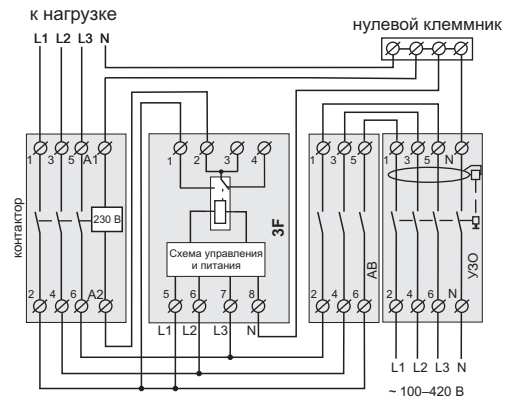 к нагрузке
нулевой клеммник
L1 L2 L3 N
1 3 5 A1
1 2 3 4
1 3 5
1 3 5 N
контактор
230 В
3F
Схема управления
и питания
АВ
УЗО
2 4 6 A2
5 6 7 8
2 4 6
2 4 6 N
L1 L2 L3 N
L1 L2 L3 N
~ 100–420 В